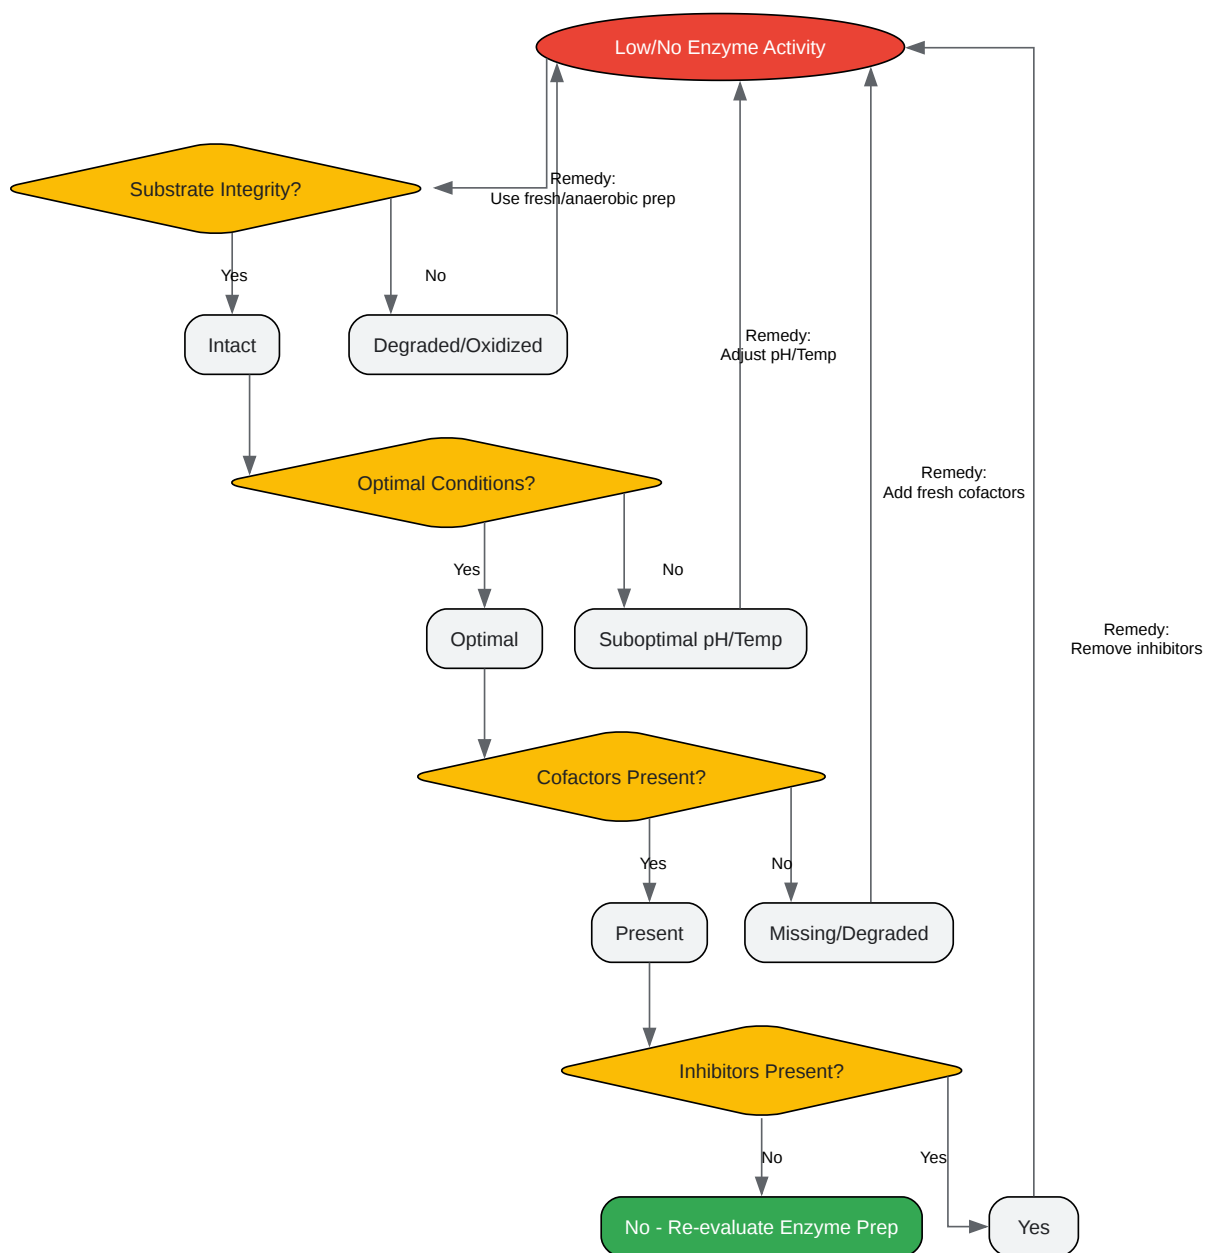 Low/No Enzyme Activity
Substrate Integrity?
Remedy:
Use fresh/anaerobic prep
Yes
No
Intact
Degraded/Oxidized
Remedy:
Adjust pH/Temp
Optimal Conditions?
Remedy:
Add fresh cofactors
Yes
No
Optimal
Suboptimal pH/Temp
Remedy:
Remove inhibitors
Cofactors Present?
Yes
No
Present
Missing/Degraded
Inhibitors Present?
No
Yes
No - Re-evaluate Enzyme Prep
Yes